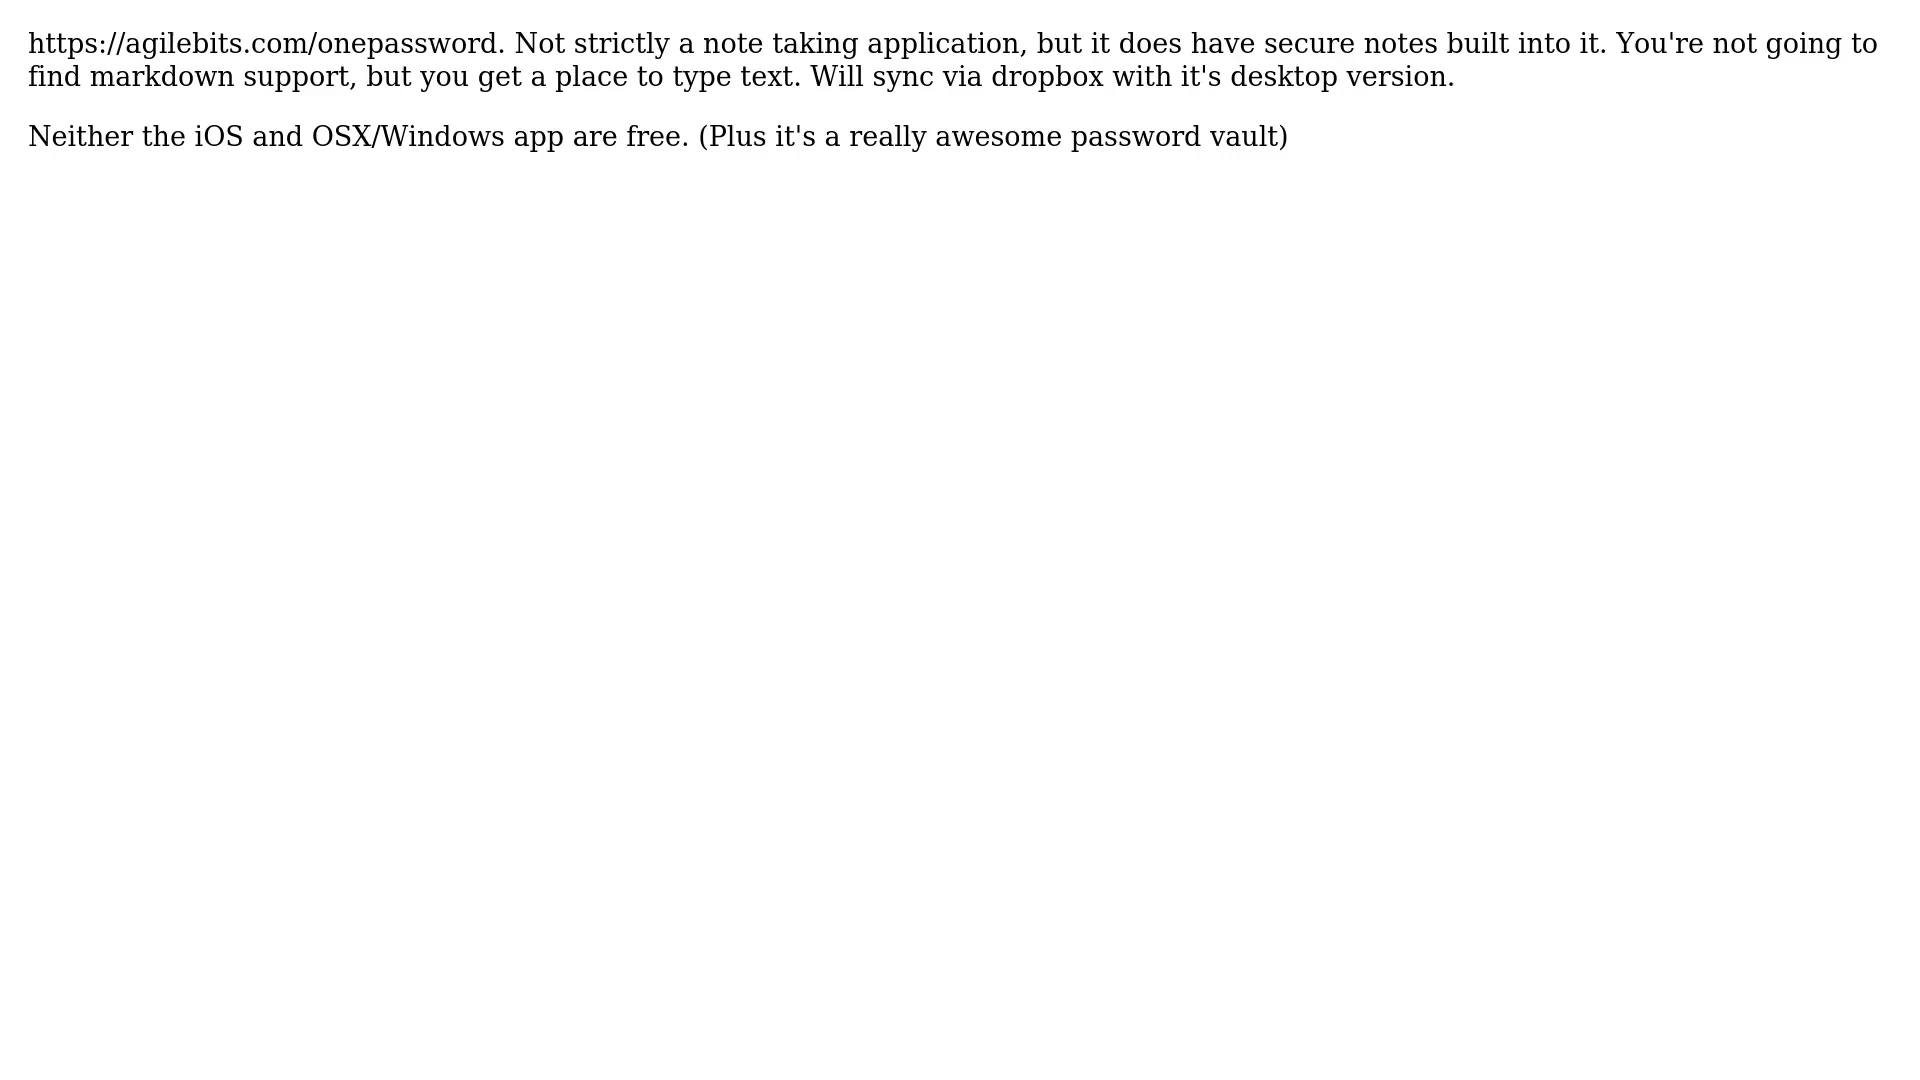 https://agilebits.com/onepassword. Not strictly a note taking application, but it does have secure notes built into it. You're not going to
find markdown support, but you get a place to type text. Will sync via dropbox with it's desktop version.
Neither the iOS and OSX/Windows app are free. (Plus it's a really awesome password vault)